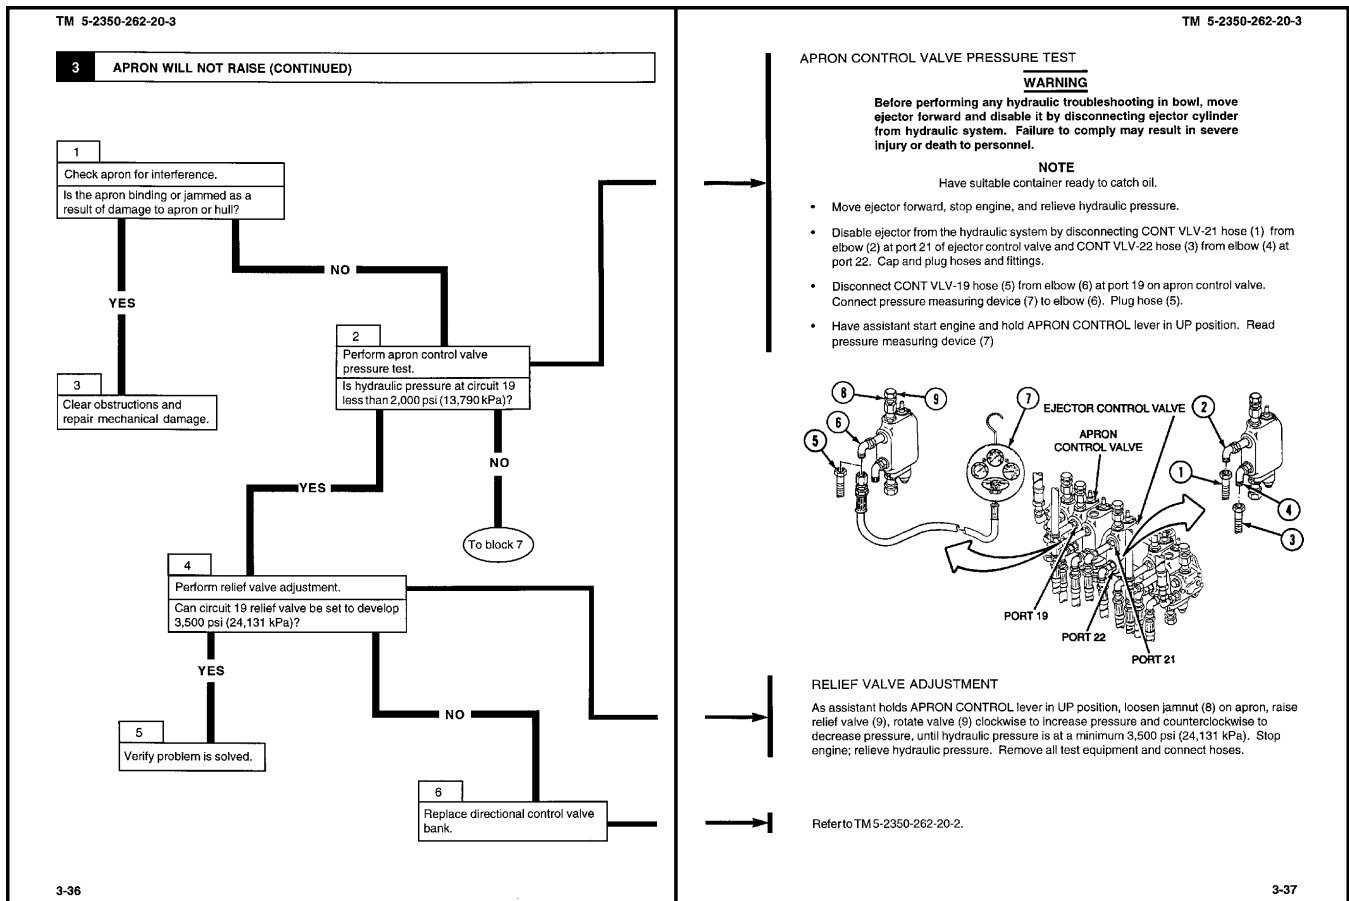 TM 5-2350-262-20-3
3 APRON WILL NOT RAISE (CONTINUED)
1
Check apron for interference.
Is the apron binding or jammed as a
result of damage to apron or hull?
NO
YES
2
Perform apron control valve
pressure test.
Is hydraulic pressure at circuit 19
less than 2,000 psi (13,790 kPa)?
3
Clear obstructions and
repair mechanical damage.
NO
YES
To block 7
4
Perform relief valve adjustment.
Can circuit 19 relief valve be set to develop
3,500 psi (24,131 kPa)?
YES
NO
5
Verify problem is solved.
6
Replace directional control valve
bank.
3-36
TM 5-2350-262-20-3
APRON CONTROL VALVE PRESSURE TEST
WARNING
Before performing any hydraulic troubleshooting in bowl, move
ejector forward and disable it by disconnecting ejector cylinder
from hydraulic system. Failure to comply may result in severe
injury or death to personnel.
NOTE
Have suitable container ready to catch oil.
• Move ejector forward, stop engine, and relieve hydraulic pressure.
• Disable ejector from the hydraulic system by disconnecting CONT VLV-21 hose (1) from
elbow (2) at port 21 of ejector control valve and CONT VLV-22 hose (3) from elbow (4) at
port 22. Cap and plug hoses and fittings.
• Disconnect CONT VLV-19 hose (5) from elbow (6) at port 19 on apron control valve.
Connect pressure measuring device (7) to elbow (6). Plug hose (5).
• Have assistant start engine and hold APRON CONTROL lever in UP position. Read
pressure measuring device (7)
8
9
7
EJECTOR CONTROL VALVE
2
6
APRON
CONTROL VALVE
5
1
4
3
PORT 19
PORT 22
PORT 21
RELIEF VALVE ADJUSTMENT
As assistant holds APRON CONTROL lever in UP position, loosen jamnut (8) on apron, raise
relief valve (9), rotate valve (9) clockwise to increase pressure and counterclockwise to
decrease pressure, until hydraulic pressure is at a minimum 3,500 psi (24,131 kPa). Stop
engine; relieve hydraulic pressure. Remove all test equipment and connect hoses.
Refer to TM 5-2350-262-20-2.
3-37